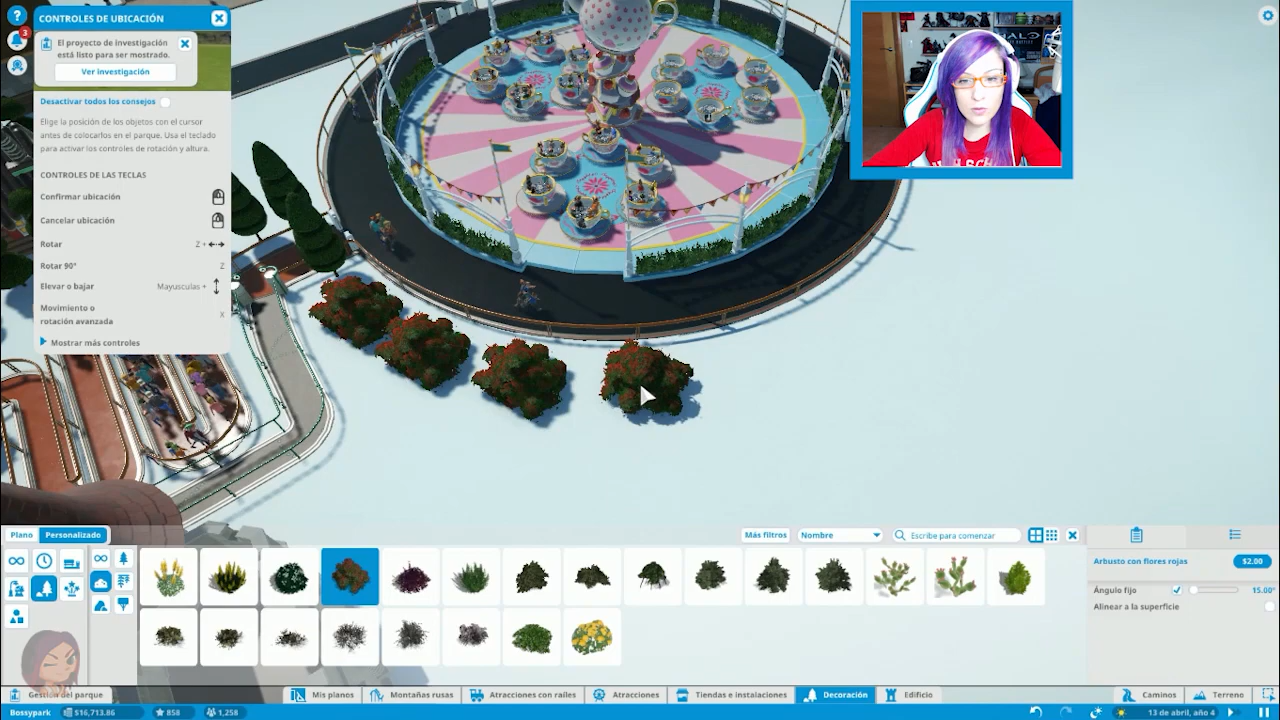 CONTROLES DE UBICACIÓN
3
El proyecto de investigación
está listo para ser mostrado.
Ver investigación
Desactivar todos los consejos
Elige la posición de los objetos con el cursor
antes de colocarlos en el parque. Usa el teclado
para activar los controles de rotación y altura.
CONTROLES DE LAS TECLAS
Confirmar ubicación
Cancelar ubicación
Rotar Z +
Rotar 90° Z
Elevar o bajar Mayusculas +
Movimiento o
rotación avanzada X
Mostrar más controles
HALO
Plano Personalizado
Más filtros Nombre Escribe para comenzar
Arbusto con flores rojas $2.00
Ángulo fijo 15.00°
Alinear a la superficie
Gestión del parque Mis planos Montañas rusas Atracciones con raíles Atracciones Tiendas e instalaciones Decoración Edificio Caminos Terreno
Bossypark $16,713.86 858 1,258 13 de abril, año 4